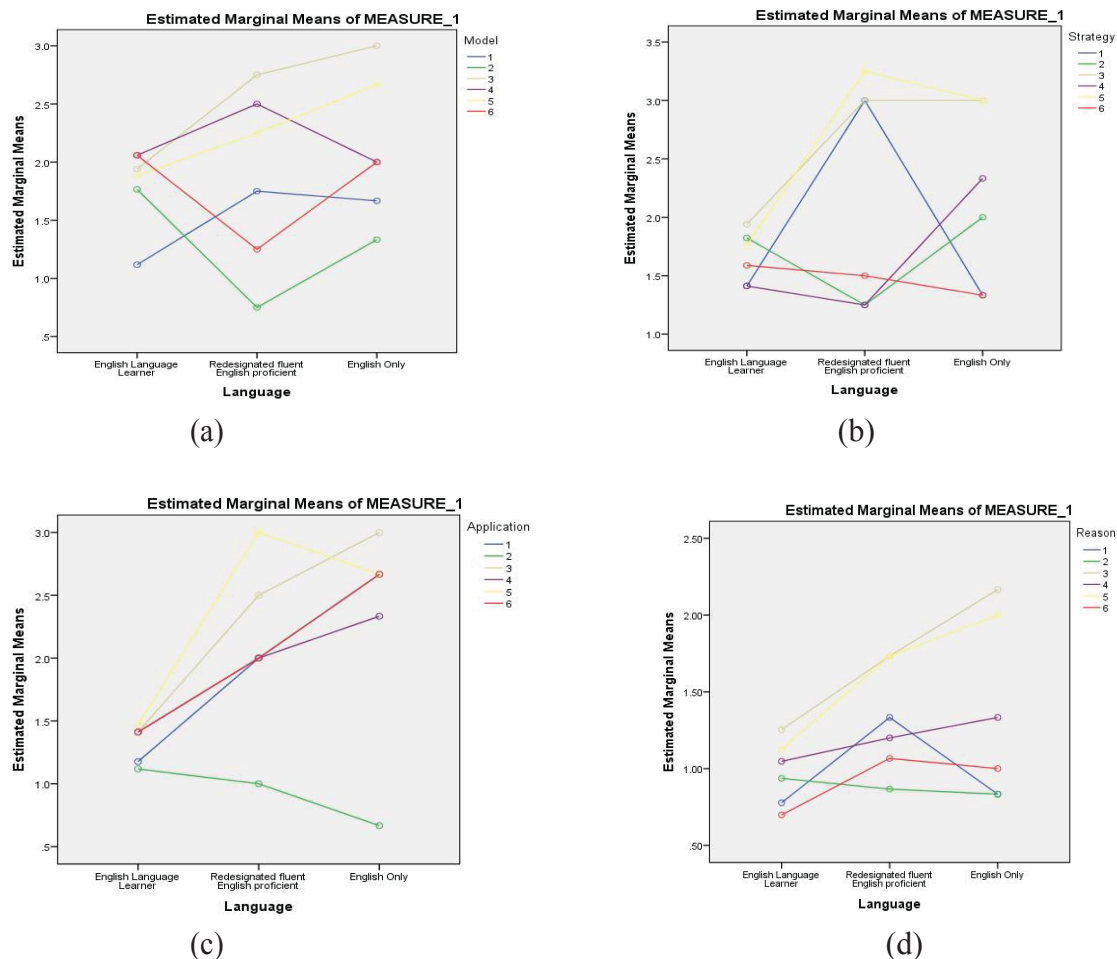 Estimated Marginal Means of MEASURE_1
Model
1
2
3
4
5
6
Estimated Marginal Means
3.0
2.5
2.0
1.5
1.0
.5
English Language
Learner
Redesignated fluent
English proficient
English Only
Language
(a)
Estimated Marginal Means of MEASURE_1
Strategy
1
2
3
4
5
6
Estimated Marginal Means
3.5
3.0
2.5
2.0
1.5
1.0
English Language
Learner
Redesignated fluent
English proficient
English Only
Language
(b)
Estimated Marginal Means of MEASURE_1
Application
1
2
3
4
5
6
Estimated Marginal Means
3.0
2.5
2.0
1.5
1.0
.5
English Language
Learner
Redesignated fluent
English proficient
English Only
Language
(c)
Estimated Marginal Means of MEASURE_1
Reason
1
2
3
4
5
6
Estimated Marginal Means
2.50
2.00
1.50
1.00
.50
English Language
Learner
Redesignated fluent
English proficient
English Only
Language
(d)